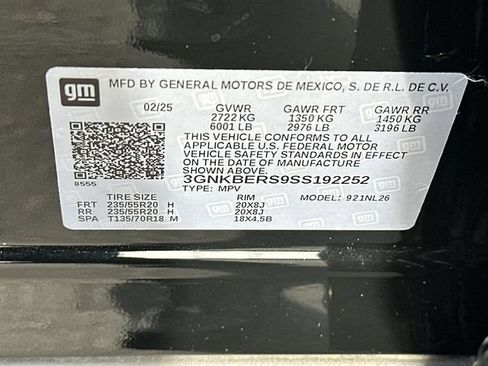 gm MFD BY GENERAL MOTORS DE MEXICO, S. DE R.L. DE C.V.
02/25 GVWR GAWR FRT GAWR RR
2722 KG 1350 KG 1450 KG
6001 LB 2976 LB 3196 LB
THIS VEHICLE CONFORMS TO ALL
APPLICABLE U.S. FEDERAL MOTOR
VEHICLE SAFETY STANDARDS IN EFFECT
ON THE DATE OF MANUFACTURE
SHOWN ABOVE.
3GNKEBERS9SS192252
8555 TYPE: MPV
TIRE SIZE RIM MODEL: 921NL26
FRT 235/55R20 H 20X8J
RR 235/55R20 H 20X8J
SPA T135/70R18 M 18X4.5B